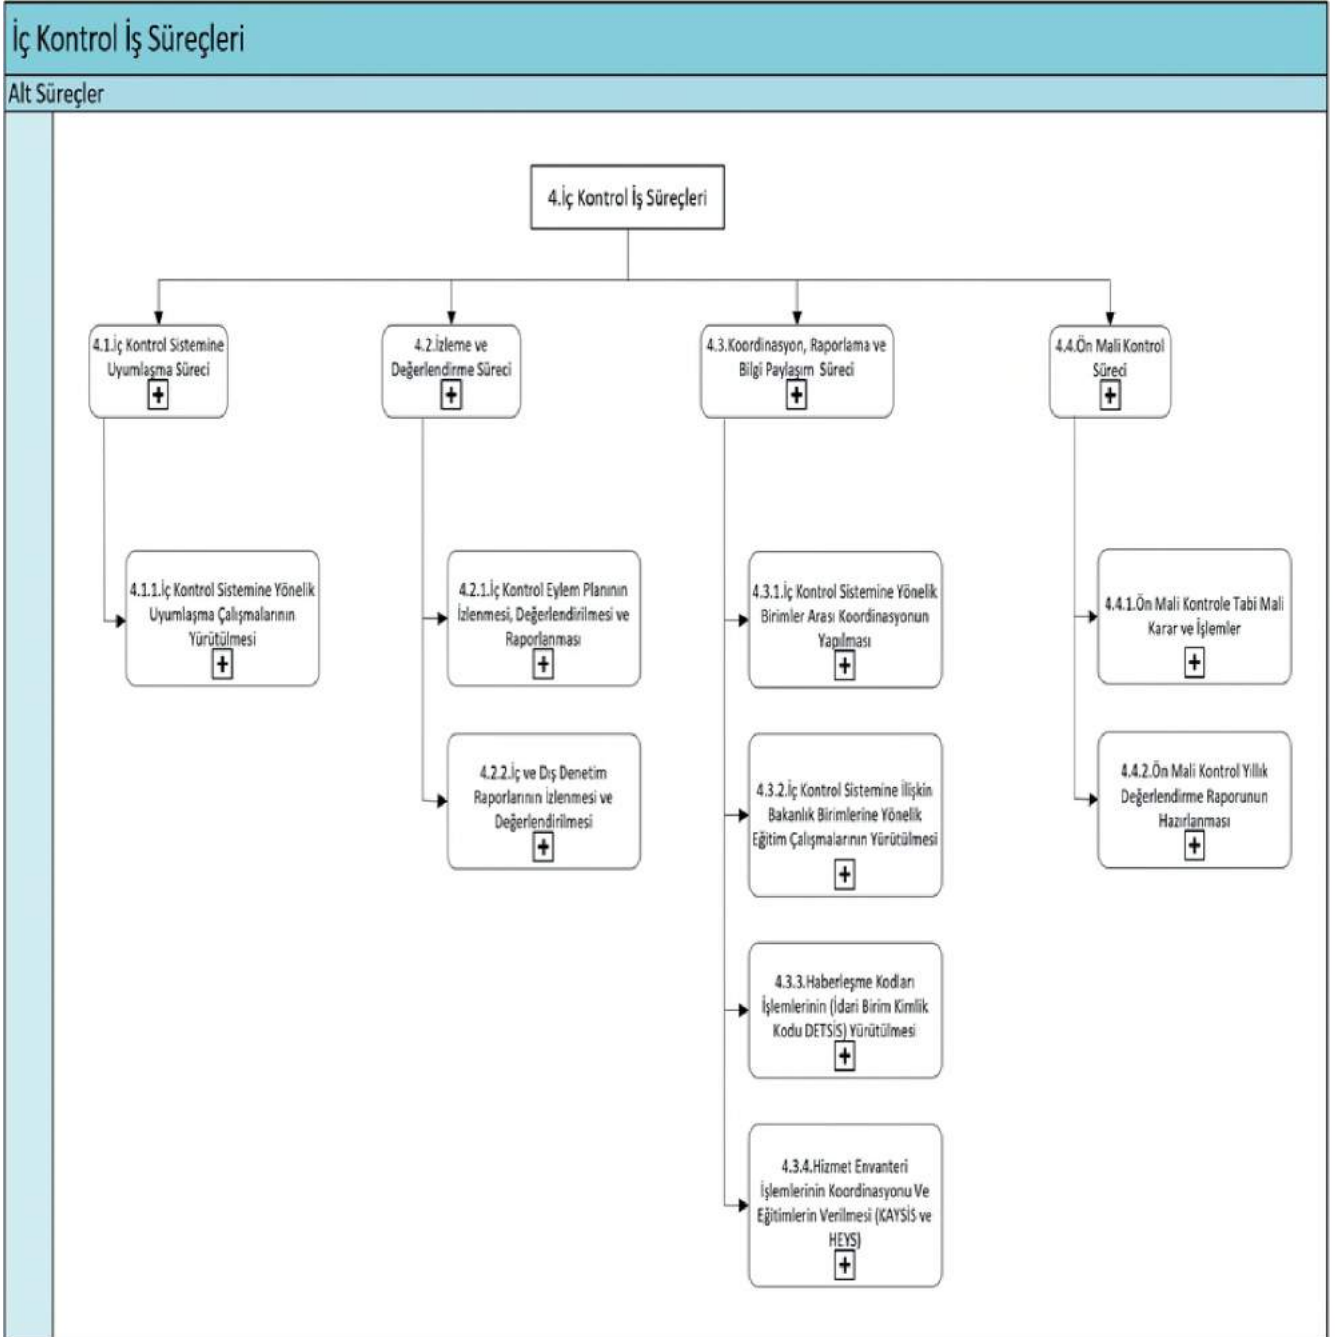 İç Kontrol İş Süreçleri
Alt Süreçler
4.İç Kontrol İş Süreçleri
4.1.İç Kontrol Sistemine
Uyumlaşma Süreci
4.2.İzleme ve
Değerlendirme Süreci
4.3.Koordinasyon, Raporlama ve
Bilgi Paylaşım Süreci
4.4.Ön Mali Kontrol
Süreci
4.1.1.İç Kontrol Sistemine Yönelik
Uyumlaşma Çalışmalarının
Yürütülmesi
4.2.1.İç Kontrol Eylem Planının
İzlenmesi, Değerlendirilmesi ve
Raporlanması
4.3.1.İç Kontrol Sistemine Yönelik
Birimler Arası Koordinasyonun
Yapılması
4.4.1.Ön Mali Kontrole Tabi Mali
Karar ve İşlemler
4.2.2.İç ve Dış Denetim
Raporlarının İzlenmesi ve
Değerlendirilmesi
4.3.2.İç Kontrol Sistemine İlişkin
Bakanlık Birimlerine Yönelik
Eğitim Çalışmalarının Yürütülmesi
4.4.2.Ön Mali Kontrol Yıllık
Değerlendirme Raporunun
Hazırlanması
4.3.3.Haberleşme Kodları
İşlemlerinin (İdari Birim Kimlik
Kodu DETSİS) Yürütülmesi
4.3.4.Hizmet Envanteri
İşlemlerinin Koordinasyonu Ve
Eğitimlerin Verilmesi (KAYSİS ve
HEYS)